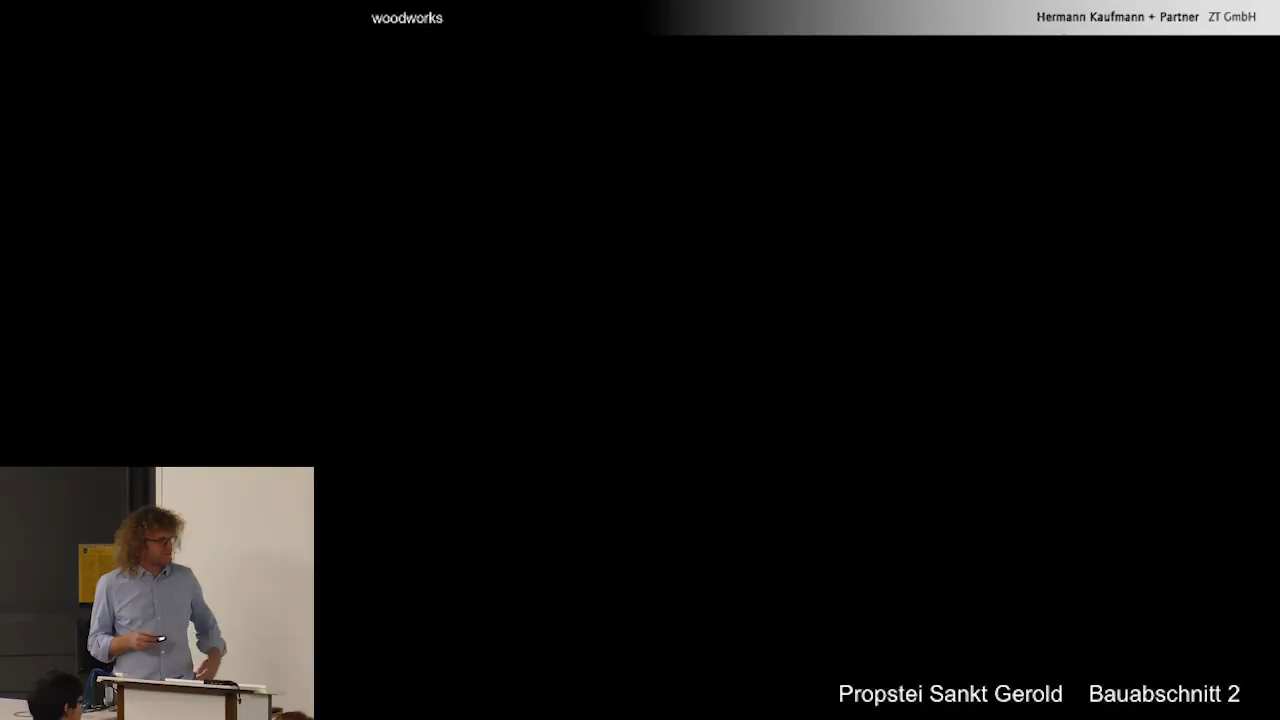 woodworks
Hermann Kaufmann + Partner ZT GmbH
Propstei Sankt Gerold Bauabschnitt 2